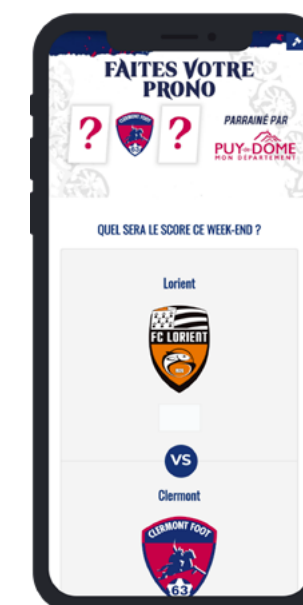 FAITES VOTRE
PRONO
? 63 ?
PARRAINÉ PAR
PUY-DE-DÔME
MON DÉPARTEMENT
QUEL SERA LE SCORE CE WEEK-END ?
Lorient
FC LORIENT
VS
Clermont
CLERMONT FOOT
63